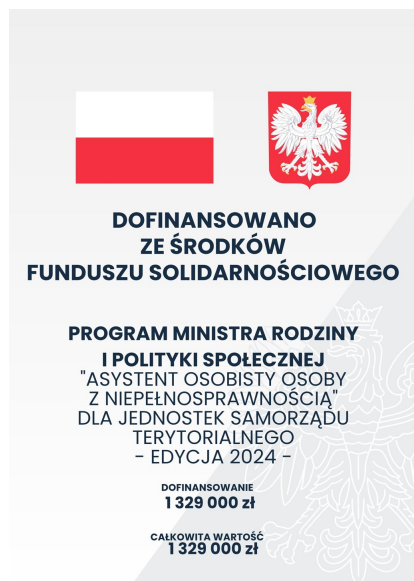 DOFINANSOWANO
ZE ŚRODKÓW
FUNDUSZU SOLIDARNOŚCIOWEGO
PROGRAM MINISTRA RODZINY
I POLITYKI SPOŁECZNEJ
"ASYSTENT OSOBISTY OSOBY
Z NIEPEŁNOSPRAWNOŚCIĄ"
DLA JEDNOSTEK SAMORZĄDU
TERYTORIALNEGO
- EDYCJA 2024 -
DOFINANSOWANIE
1 329 000 zł
CAŁKOWITA WARTOŚĆ
1 329 000 zł